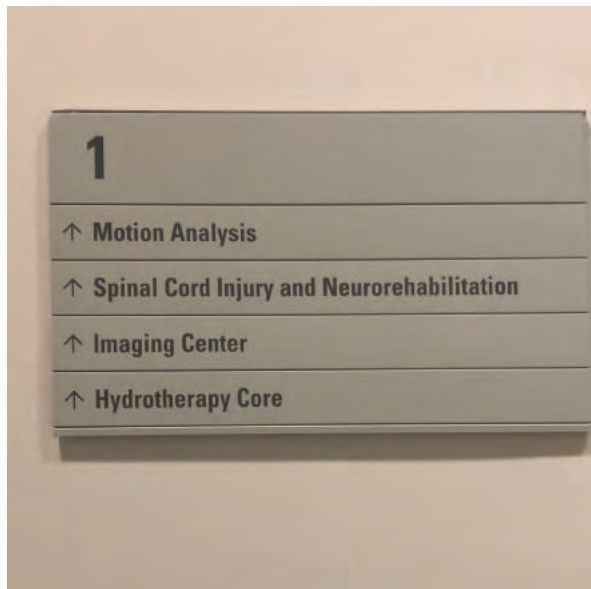 1
↑ Motion Analysis
↑ Spinal Cord Injury and Neurorehabilitation
↑ Imaging Center
↑ Hydrotherapy Core